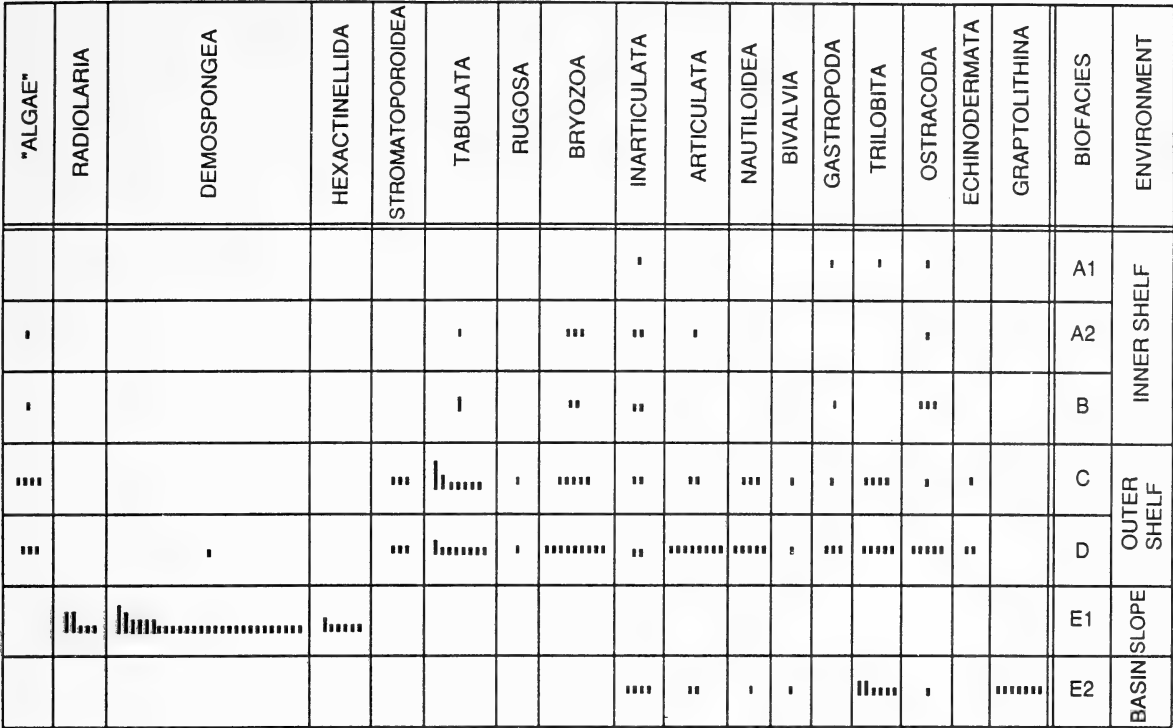 "ALGAE"
RADIOLARIA
DEMOSPONGEA
HEXACTINELLIDA
STROMATOPOROIDEA
TABULATA
RUGOSA
BRYOZOA
INARTICULATA
ARTICULATA
NAUTILOIDEA
BIVALVIA
GASTROPODA
TRILOBITA
OSTRACODA
ECHINODERMATA
GRAPTOLITHINA
BIOFACIES
ENVIRONMENT
A1
A2
B
INNER SHELF
C
D
OUTER
SHELF
E1
SLOPE
E2
BASIN